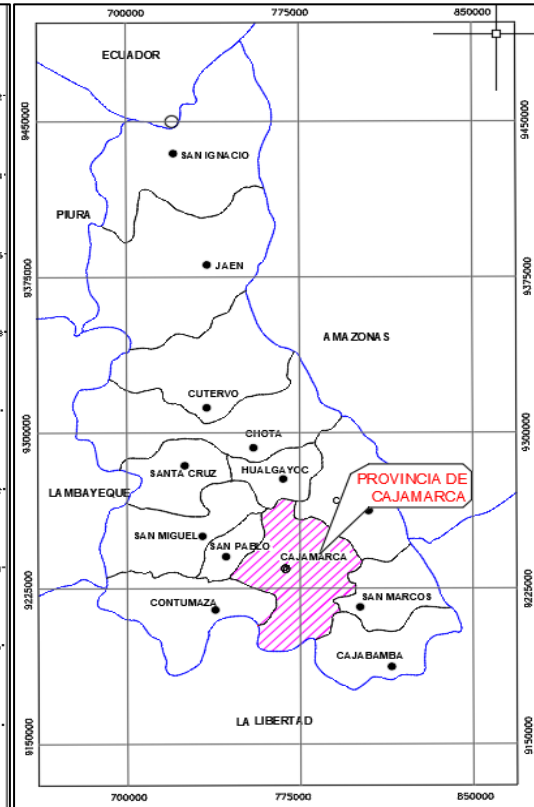 700000 775000 850000
ECUADOR
9450000 9450000
SAN IGNACIO
PIURA
JAEN
9375000 9375000
AMAZONAS
CUTERVO
CHOTA
9300000 9300000
SANTA CRUZ
HUALGAYOC
PROVINCIA DE
CAJAMARCA
LAMBAYEQUE
C
SAN MIGUEL
SAN PABLO
CAJAMARCA
9225000 9225000
CONTUMAZA
SAN MARCOS
CAJABAMBA
LA LIBERTAD
9150000 9150000
700000 775000 850000